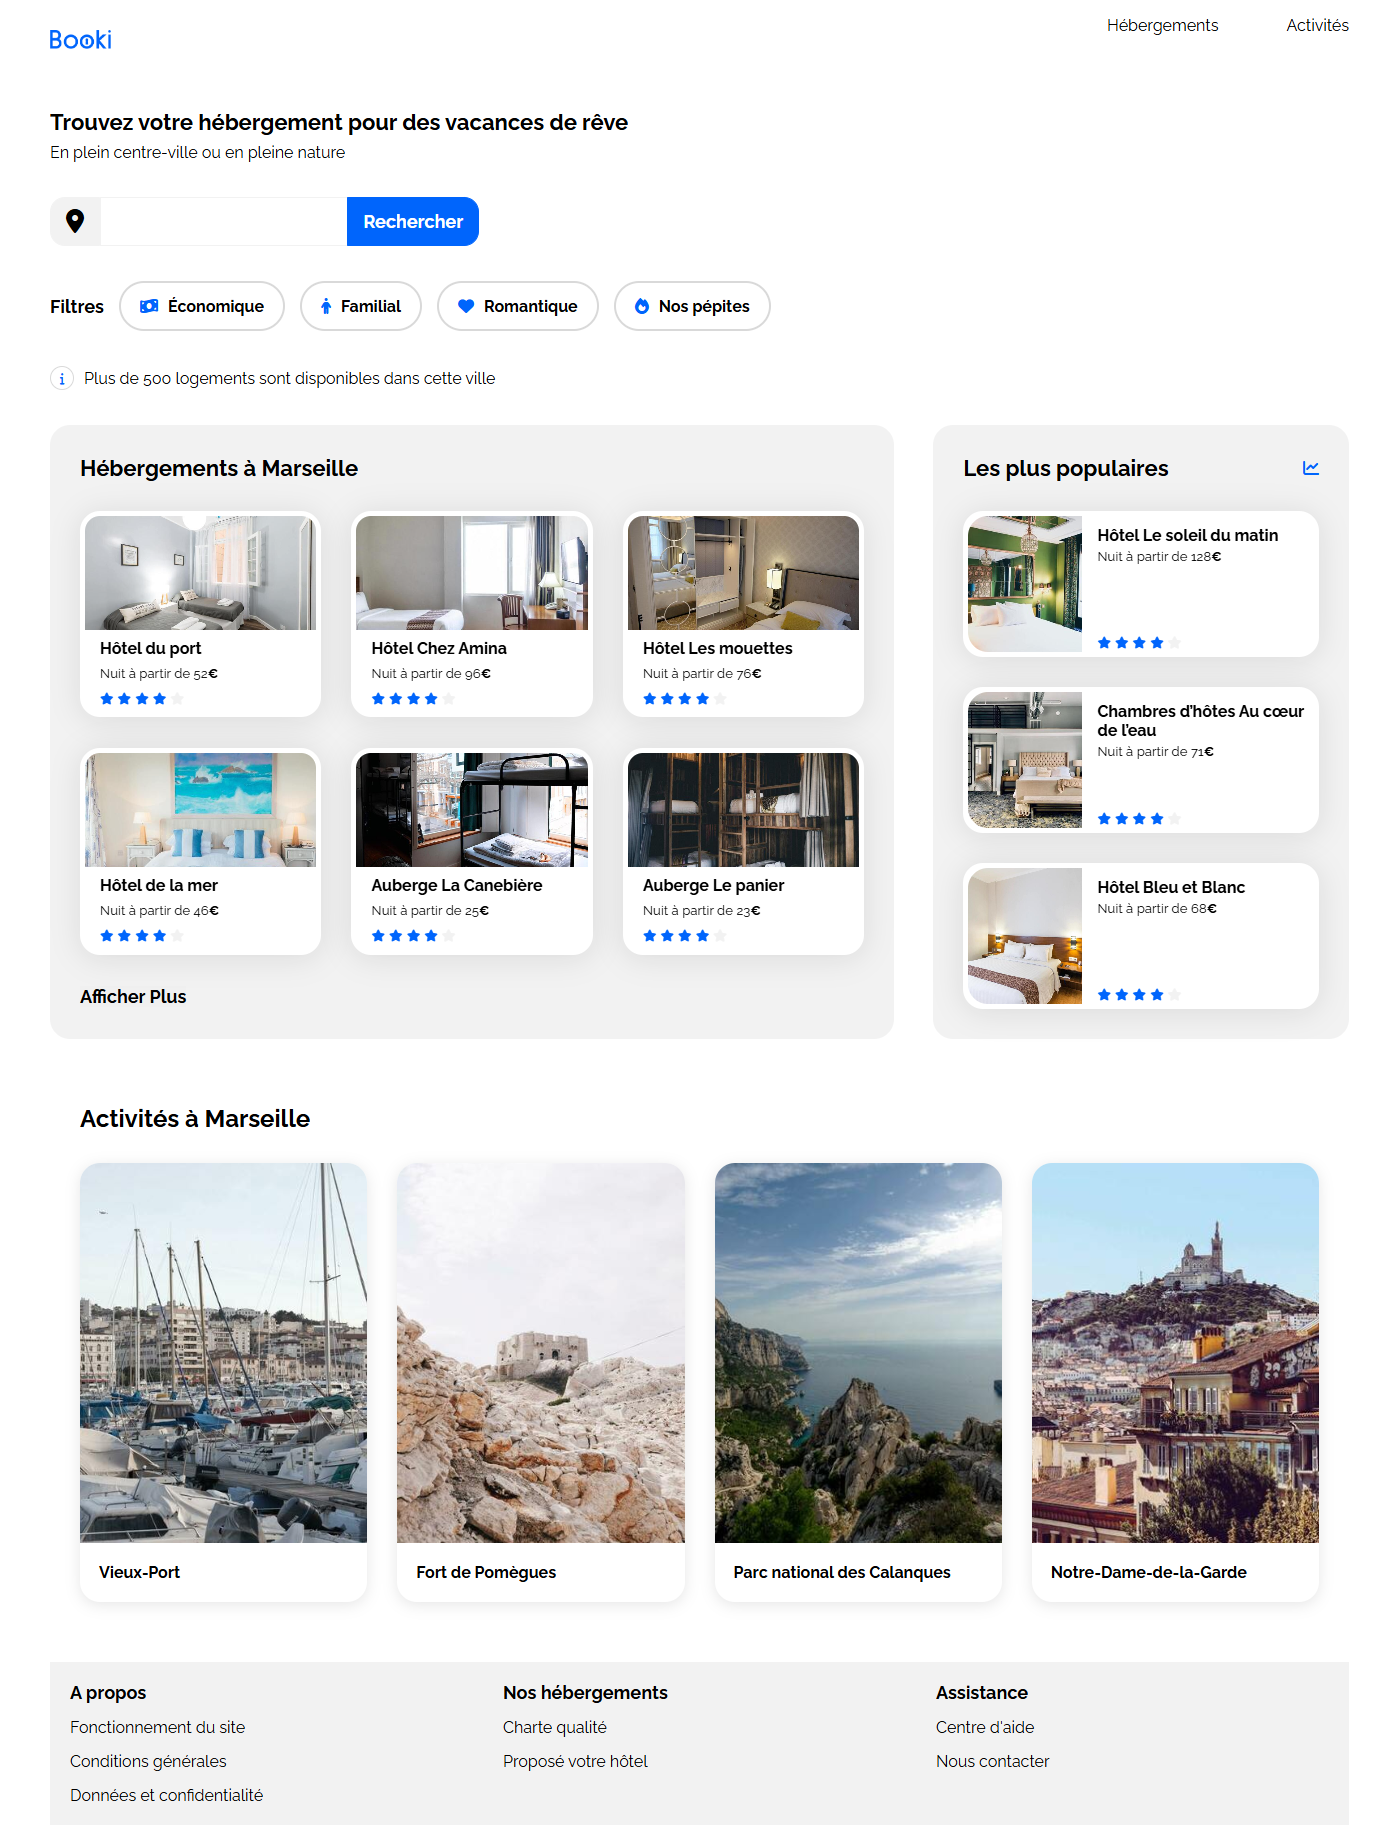 Booki
Hébergements
Activités
Trouvez votre hébergement pour des vacances de rêve
En plein centre-ville ou en pleine nature
Rechercher
Filtres
Économique
Familial
Romantique
Nos pépites
Plus de 500 logements sont disponibles dans cette ville
Hébergements à Marseille
Hôtel du port
Nuit à partir de 52€
Hôtel Chez Amina
Nuit à partir de 96€
Hôtel Les mouettes
Nuit à partir de 76€
Hôtel de la mer
Nuit à partir de 46€
Auberge La Canebière
Nuit à partir de 25€
Auberge Le panier
Nuit à partir de 23€
Afficher Plus
Les plus populaires
Hôtel Le soleil du matin
Nuit à partir de 128€
Chambres d’hôtes Au cœur
de l’eau
Nuit à partir de 71€
Hôtel Bleu et Blanc
Nuit à partir de 68€
Activités à Marseille
Vieux-Port
Fort de Pomègues
Parc national des Calanques
Notre-Dame-de-la-Garde
A propos
Fonctionnement du site
Conditions générales
Données et confidentialité
Nos hébergements
Charte qualité
Proposé votre hôtel
Assistance
Centre d'aide
Nous contacter